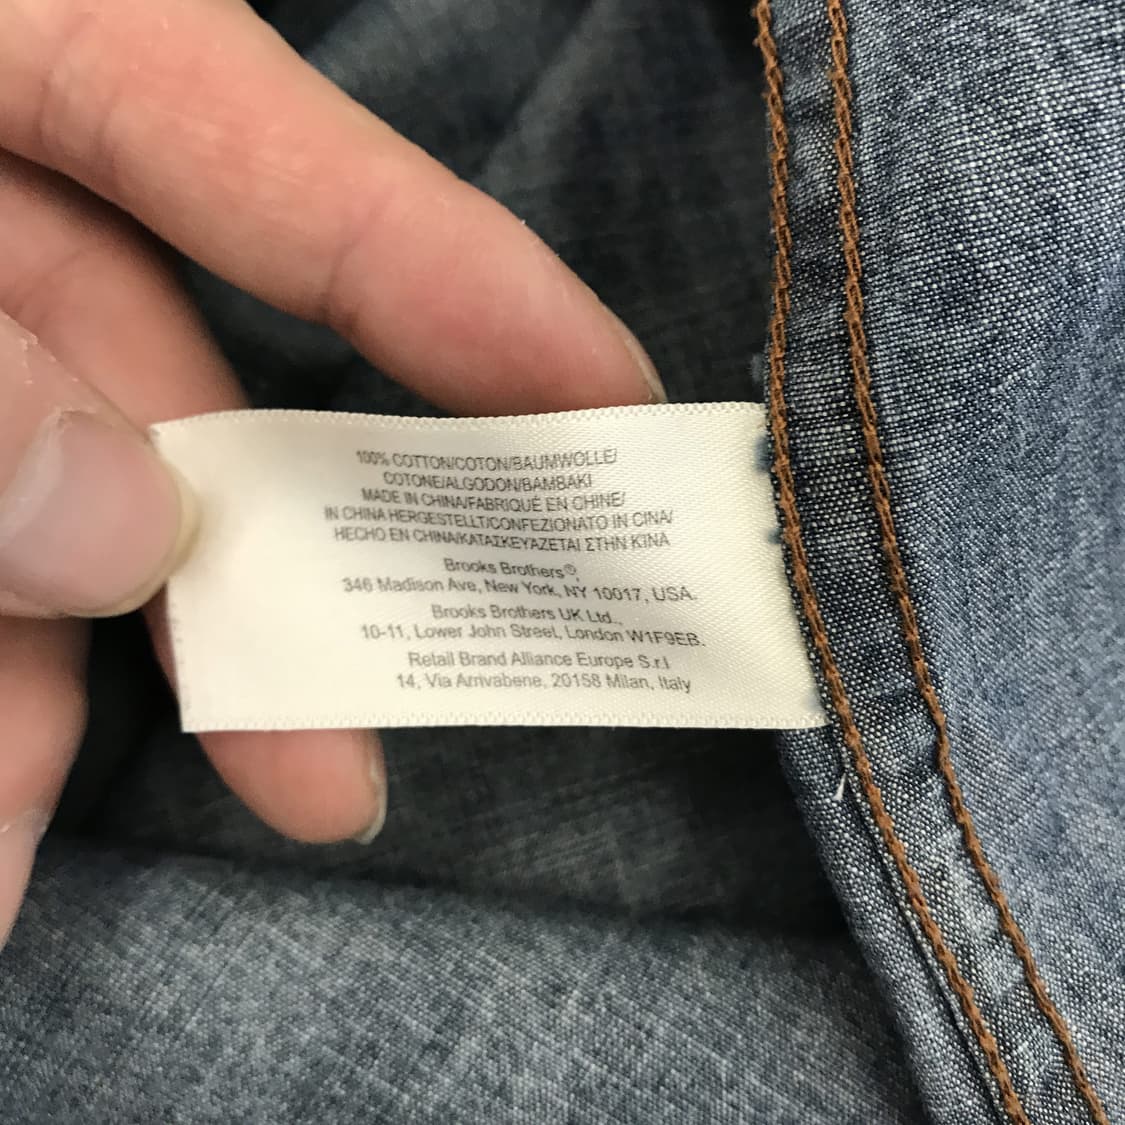 100% COTTON/COTON/BAUMWOLLE/
COTONE/ALGODON/BAMBAKI
MADE IN CHINA/FABRIQUÉ EN CHINE/
IN CHINA HERGESTELLT/CONFEZIONATO IN CINA/
HECHO EN CHINA/ΚΑΤΑΣΚΕΥΑΖΕΤΑΙ ΣΤΗΝ ΚΙΝΑ
Brooks Brothers®,
346 Madison Ave, New York, NY 10017, USA.
Brooks Brothers UK Ltd.,
10-11, Lower John Street, London W1F9EB.
Retail Brand Alliance Europe S.r.l
14, Via Arrivabene, 20158 Milan, Italy